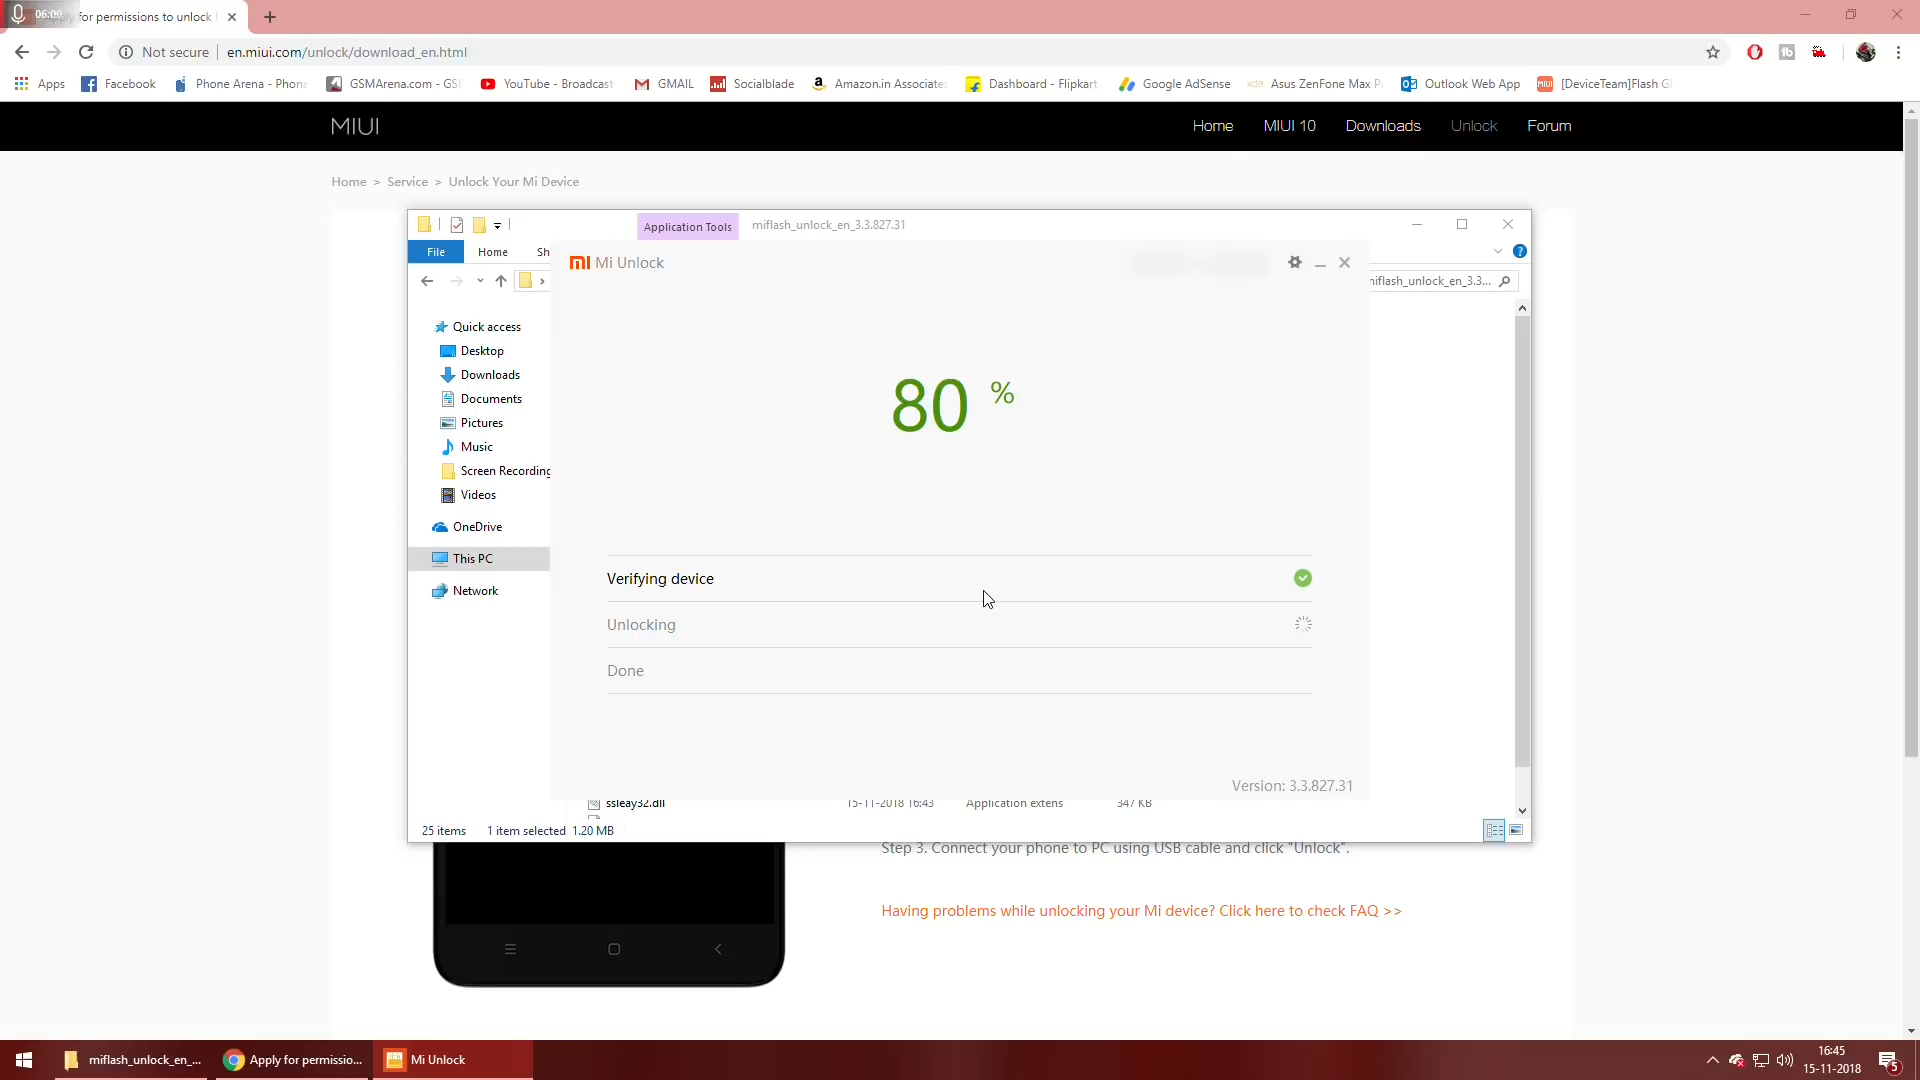 06:00 for permissions to unlock
Not secure en.miui.com/unlock/download_en.html
Apps Facebook Phone Arena - Phone GSMArena.com - GS YouTube - Broadcast GMAIL Socialblade Amazon.in Associate Dashboard - Flipkart Google AdSense Asus ZenFone Max P Outlook Web App [DeviceTeam]Flash G
MIUI Home MIUI 10 Downloads Unlock Forum
Home > Service > Unlock Your Mi Device
Application Tools miflash_unlock_en_3.3.827.31
File Home Sh
Mi Unlock
miflash_unlock_en_3.3...
Quick access
Desktop
Downloads
Documents
Pictures
Music
Screen Recording
Videos
OneDrive
This PC
Network
80 %
Verifying device
Unlocking
Done
Version: 3.3.827.31
ssleay32.dll 15-11-2018 16:43 Application extens 347 KB
25 items 1 item selected 1.20 MB
Step 3. Connect your phone to PC using USB cable and click "Unlock".
Having problems while unlocking your Mi device? Click here to check FAQ >>
miflash_unlock_en_... Apply for permissio... Mi Unlock
16:45
15-11-2018
5